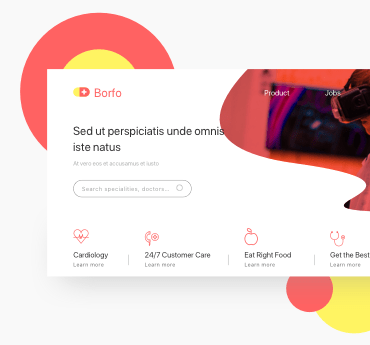 Borfo
Product
Jobs
Sed ut perspiciatis unde omnis
iste natus
At vero eos et accusamus et iusto
Search specialities, doctors...
Cardiology
Learn more
24/7 Customer Care
Learn more
Eat Right Food
Learn more
Get the Best
Learn more